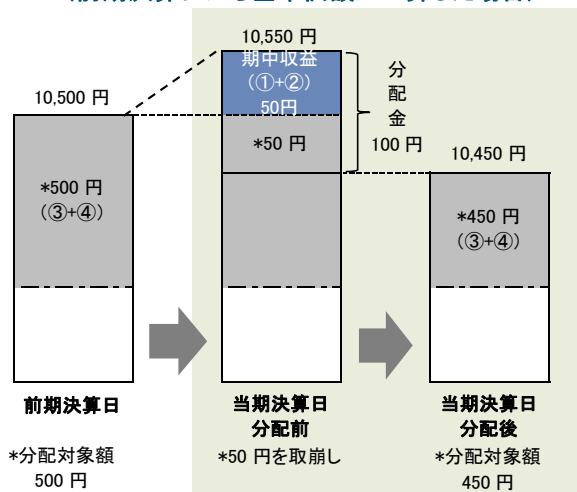 10,550 円
期中収益
(①+②)
50円
*50 円
分
配
金
100 円
10,500 円
*500 円
(③+④)
10,450 円
*450 円
(③+④)
前期決算日
当期決算日
分配前
当期決算日
分配後
*分配対象額
500 円
*50 円を取崩し
*分配対象額
450 円